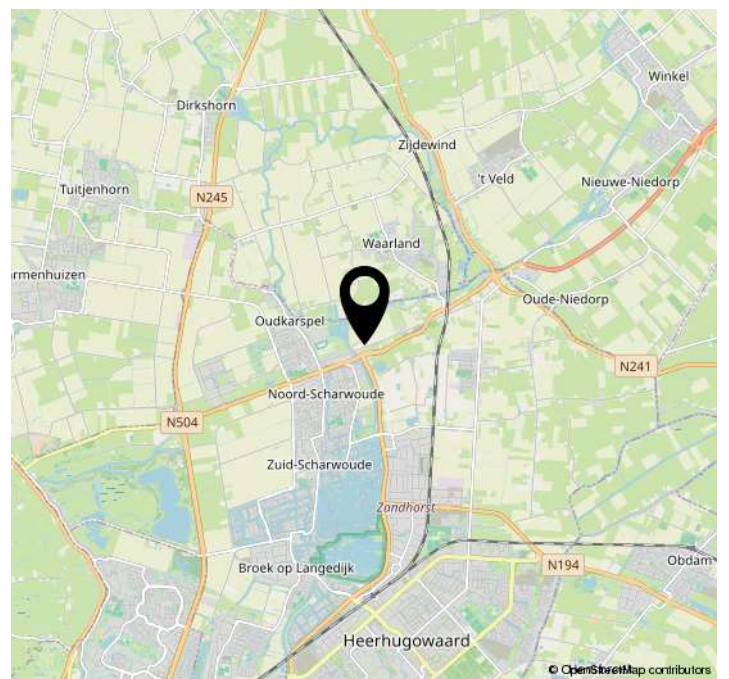 Winkel
Dirkshorn
Zijdewind
't Veld
Nieuwe-Niedorp
Tuitjenhorn
N245
Waarland
armenhuizen
Oude-Niedorp
Oudkarspel
N241
Noord-Scharwoude
N504
Zuid-Scharwoude
Zandhorst
Obdam
N194
Broek op Langedijk
Heerhugowaard
© OpenStreetMap contributors